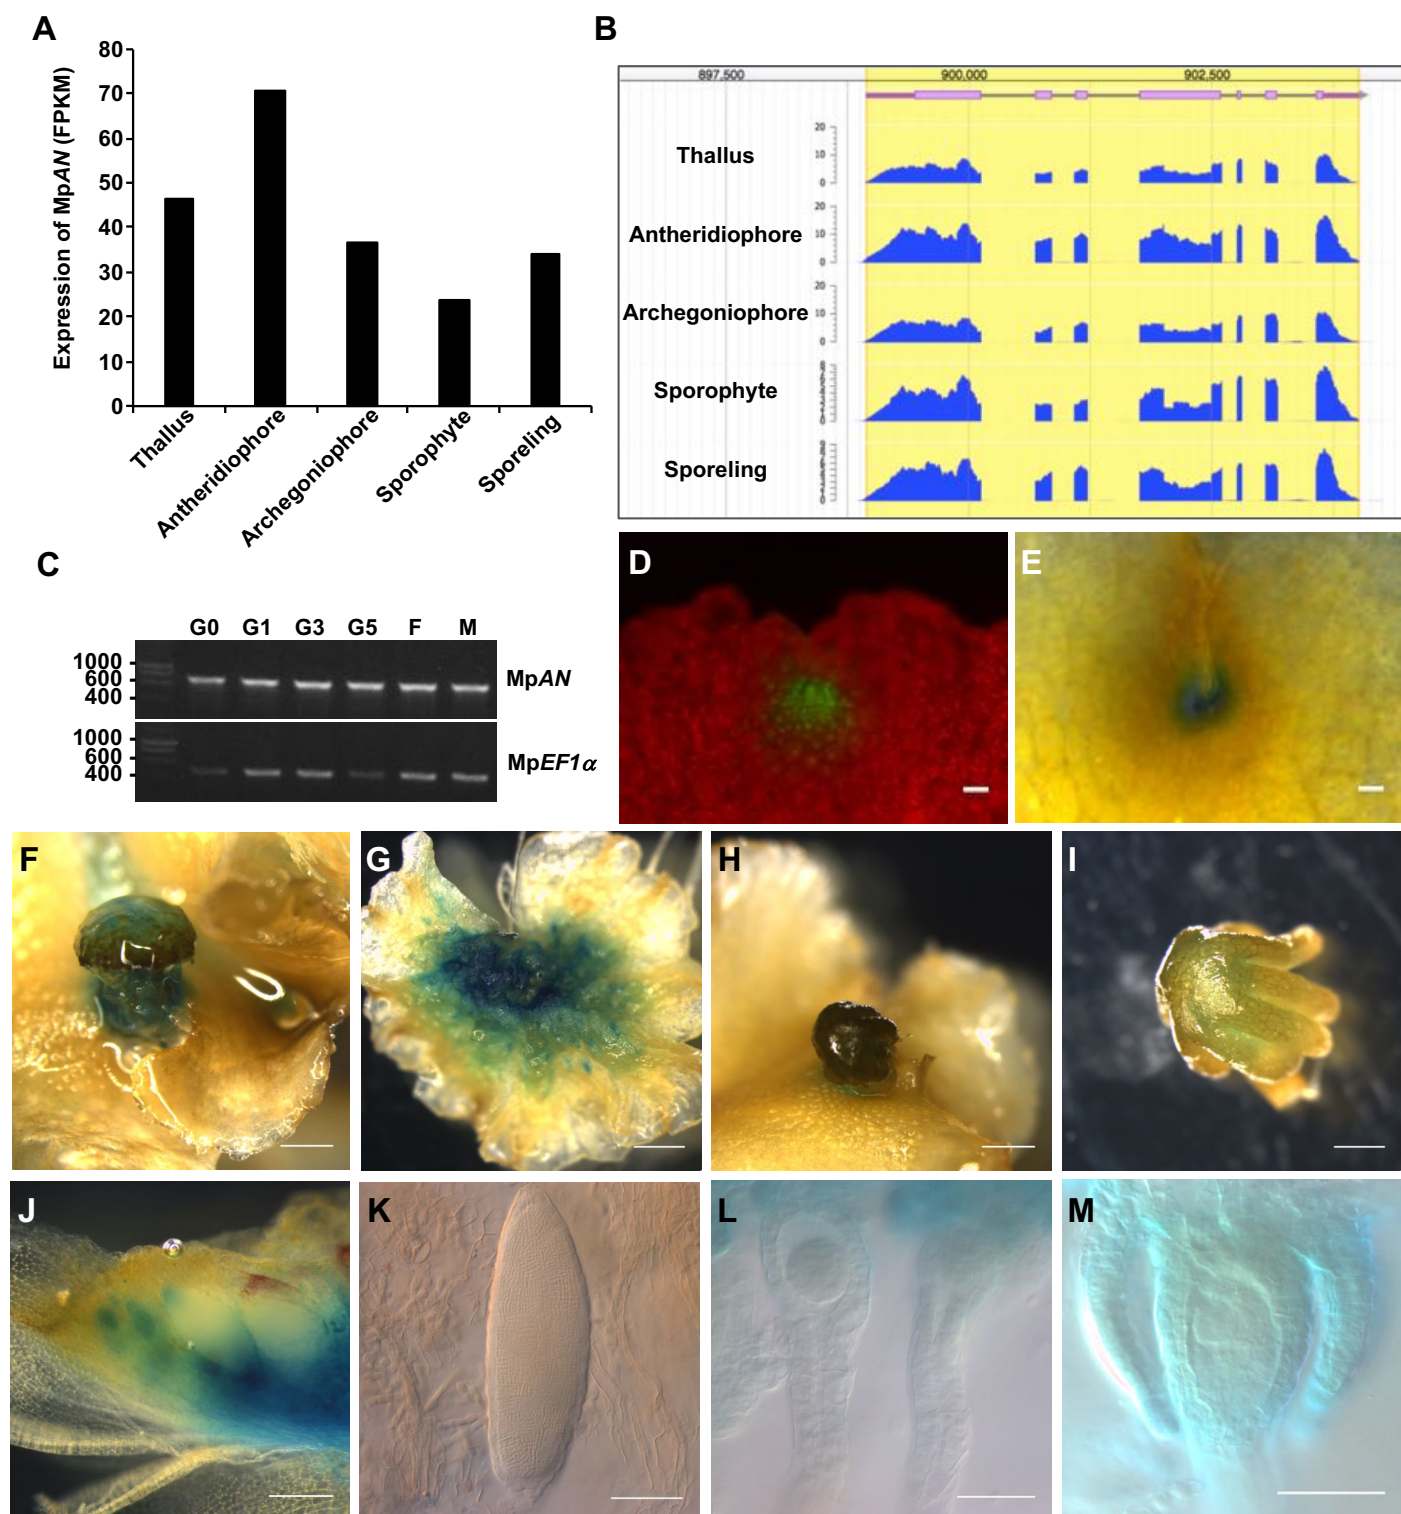 A
Expression of MpAN (FPKM)
80
70
60
50
40
30
20
10
0
Thallus
Antheridiophore
Archegoniophore
Sporophyte
Sporeling
B
897,500 900,000 902,500
Thallus
20
10
0
Antheridiophore
20
10
0
Archegoniophore
20
10
0
Sporophyte
Sporeling
C
G0 G1 G3 G5 F M
1000
600
400
MpAN
1000
600
400
MpEF1α
D
E
F
G
H
I
J
K
L
M